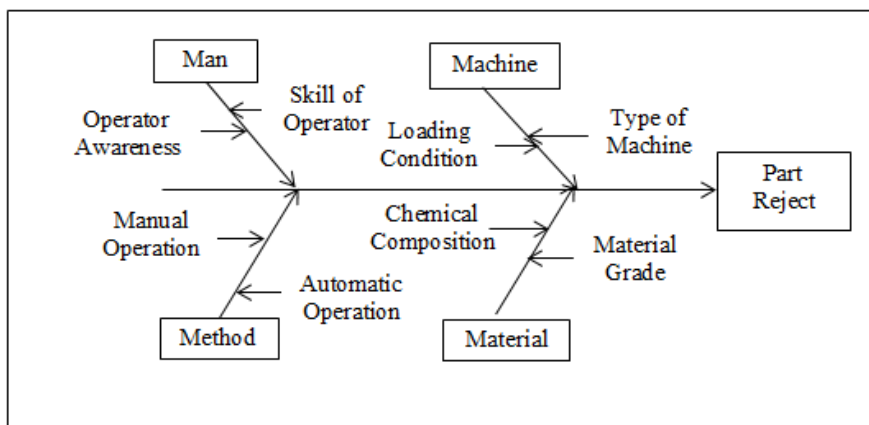 Man
Machine
Skill of
Operator
Operator
Awareness
Loading
Condition
Type of
Machine
Part
Reject
Manual
Operation
Chemical
Composition
Material
Grade
Automatic
Operation
Method
Material